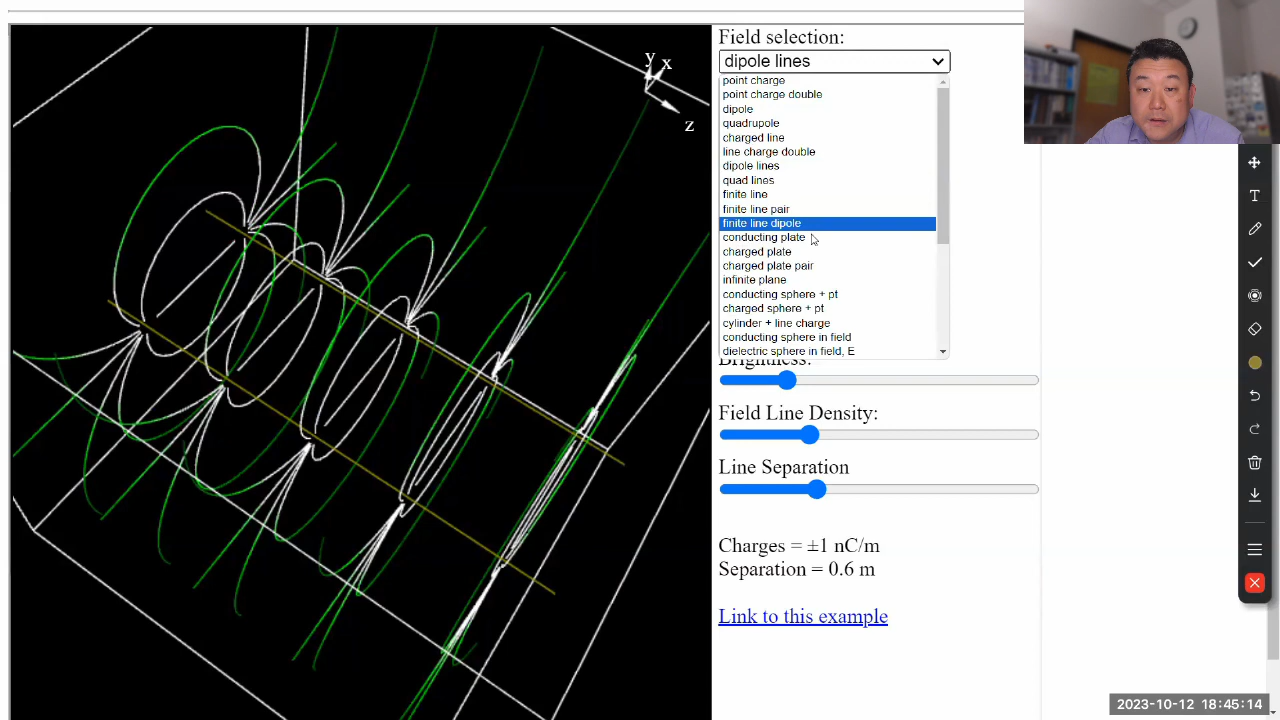 Field selection:
dipole lines
point charge
point charge double
dipole
quadrupole
charged line
line charge double
dipole lines
quad lines
finite line
finite line pair
finite line dipole
conducting plate
charged plate
charged plate pair
infinite plane
conducting sphere + pt
charged sphere + pt
cylinder + line charge
conducting sphere in field
dielectric sphere in field, E
Brightness:
Field Line Density:
Line Separation
Charges = ±1 nC/m
Separation = 0.6 m
Link to this example
y
x
z
T
2023-10-12 18:45:14